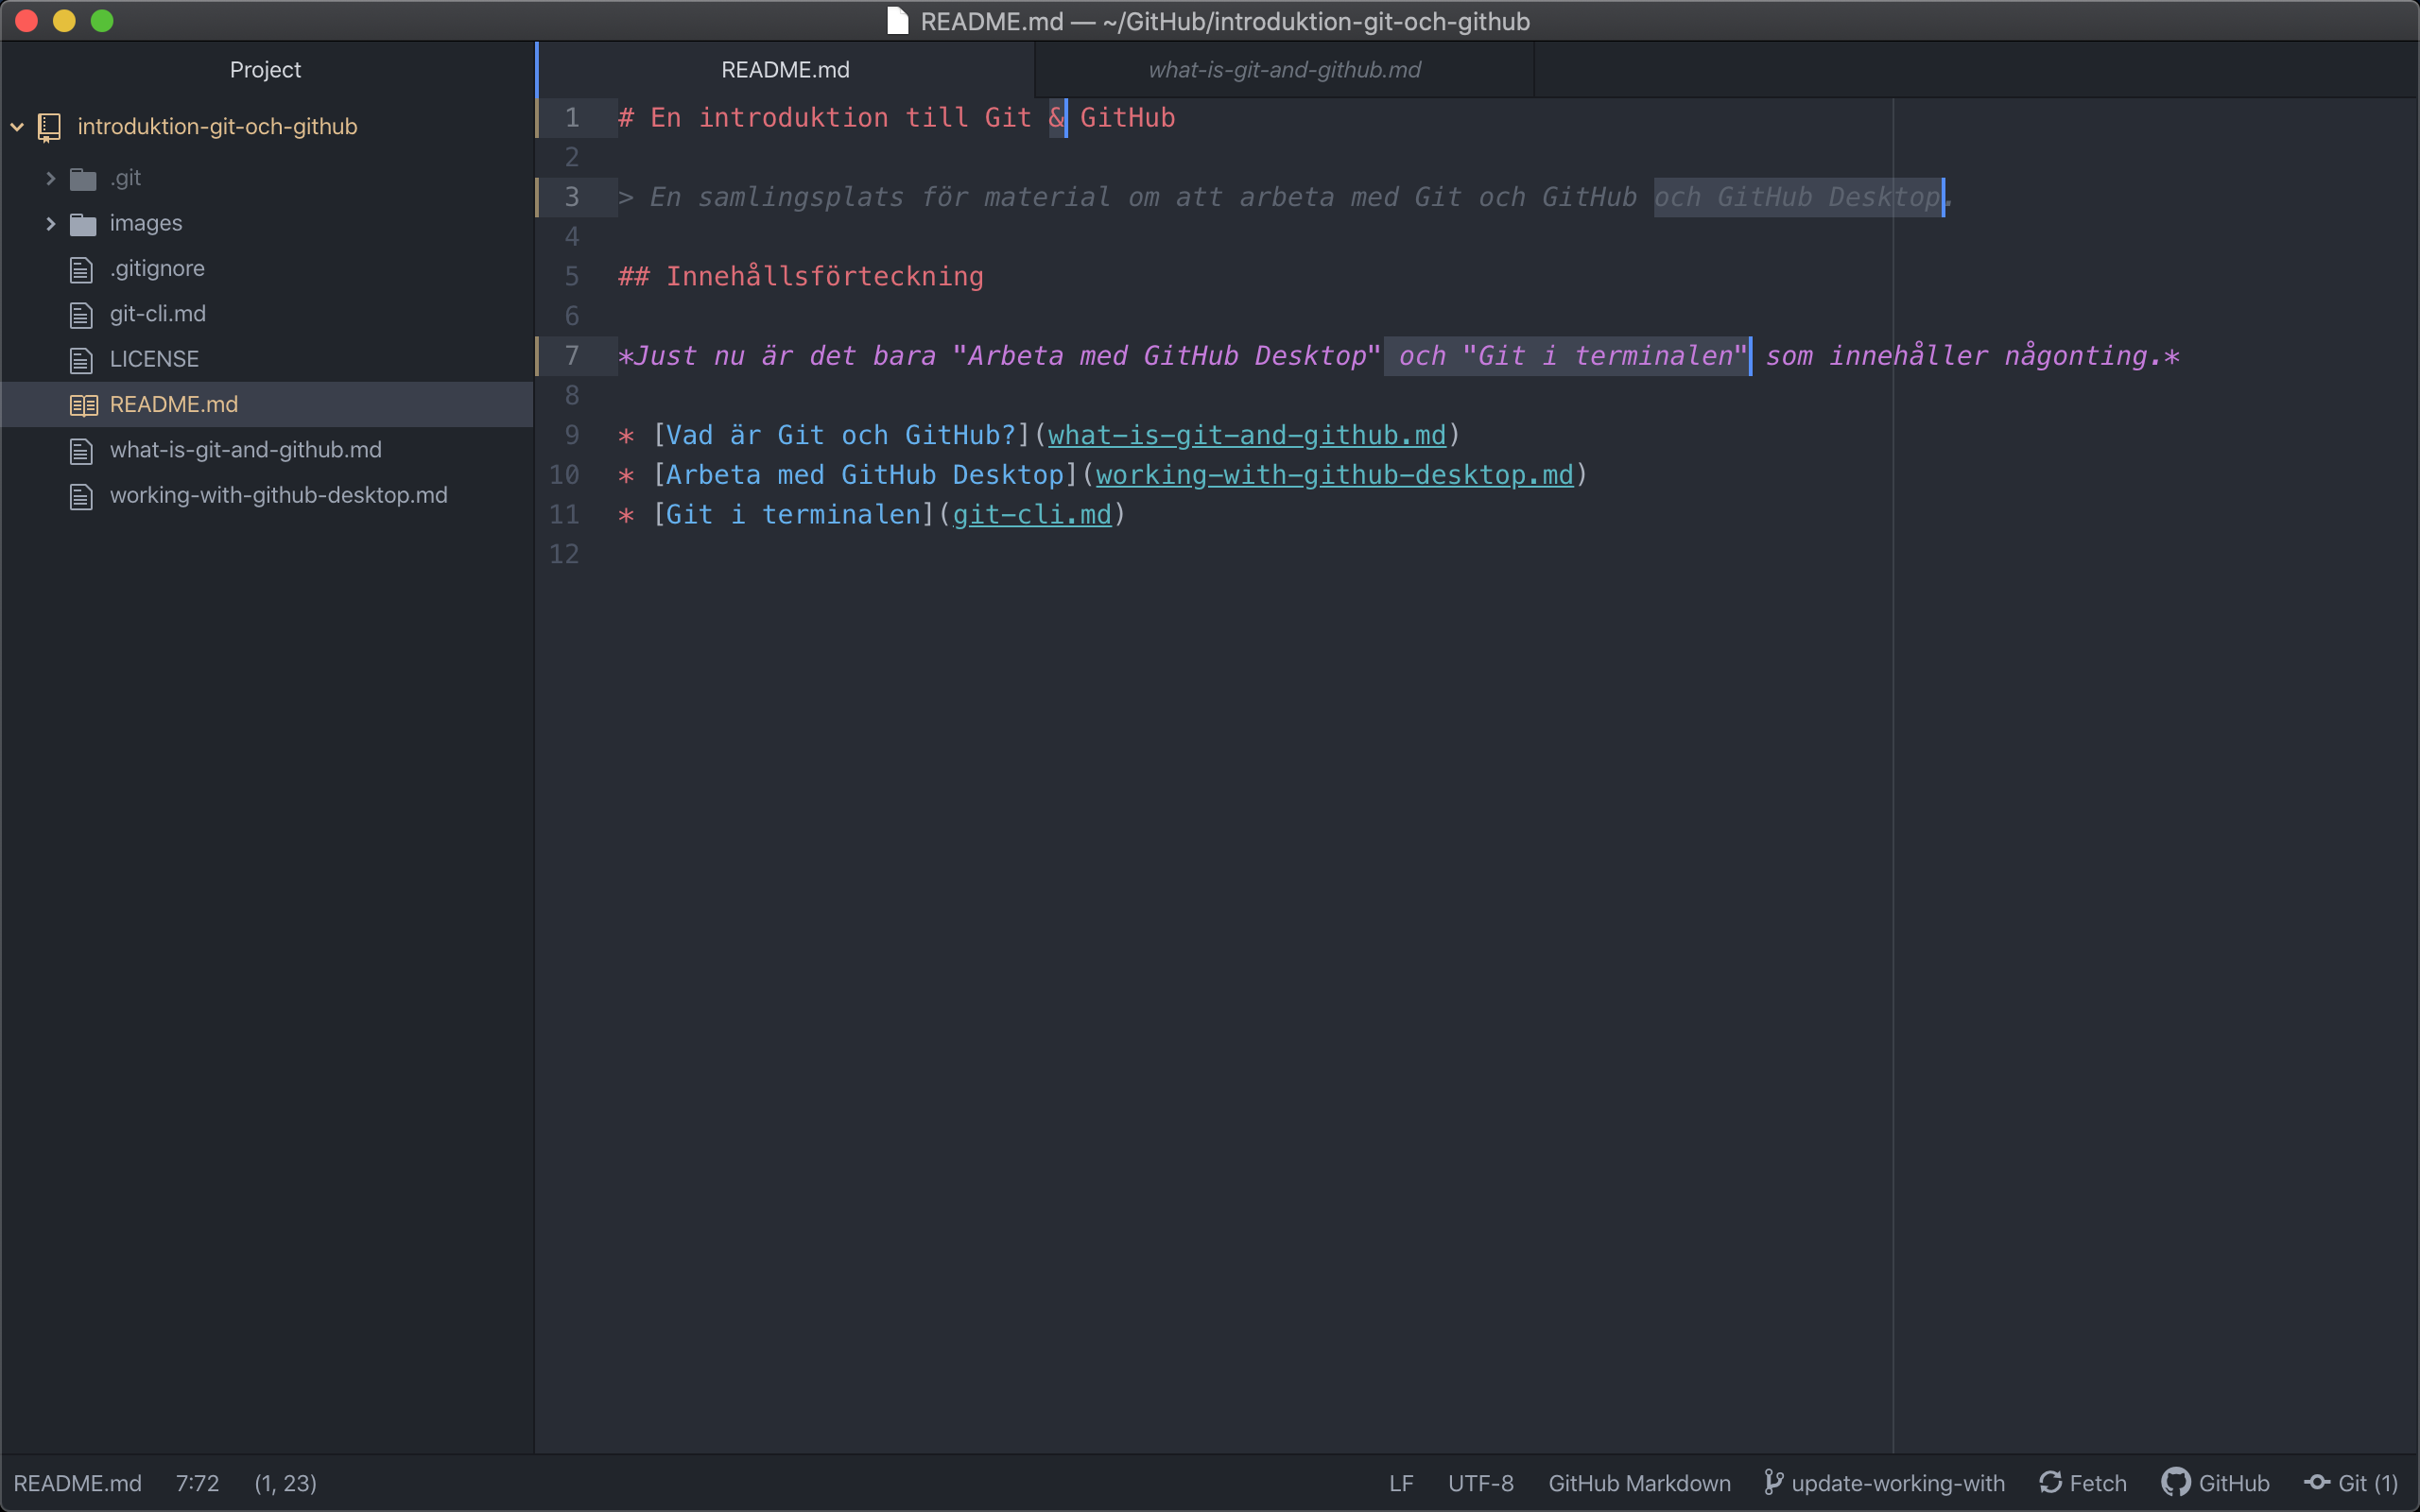 README.md — ~/GitHub/introduktion-git-och-github
Project
introduktion-git-och-github
.git
images
.gitignore
git-cli.md
LICENSE
README.md
what-is-git-and-github.md
working-with-github-desktop.md
README.md
what-is-git-and-github.md
1 # En introduktion till Git & GitHub
2
3 > En samlingsplats för material om att arbeta med Git och GitHub och GitHub Desktop.
4
5 ## Innehållsförteckning
6
7 *Just nu är det bara "Arbeta med GitHub Desktop" och "Git i terminalen" som innehåller någonting.*
8
9 * [Vad är Git och GitHub?](what-is-git-and-github.md)
10 * [Arbeta med GitHub Desktop](working-with-github-desktop.md)
11 * [Git i terminalen](git-cli.md)
12
README.md 7:72 (1, 23) LF UTF-8 GitHub Markdown update-working-with Fetch GitHub Git (1)